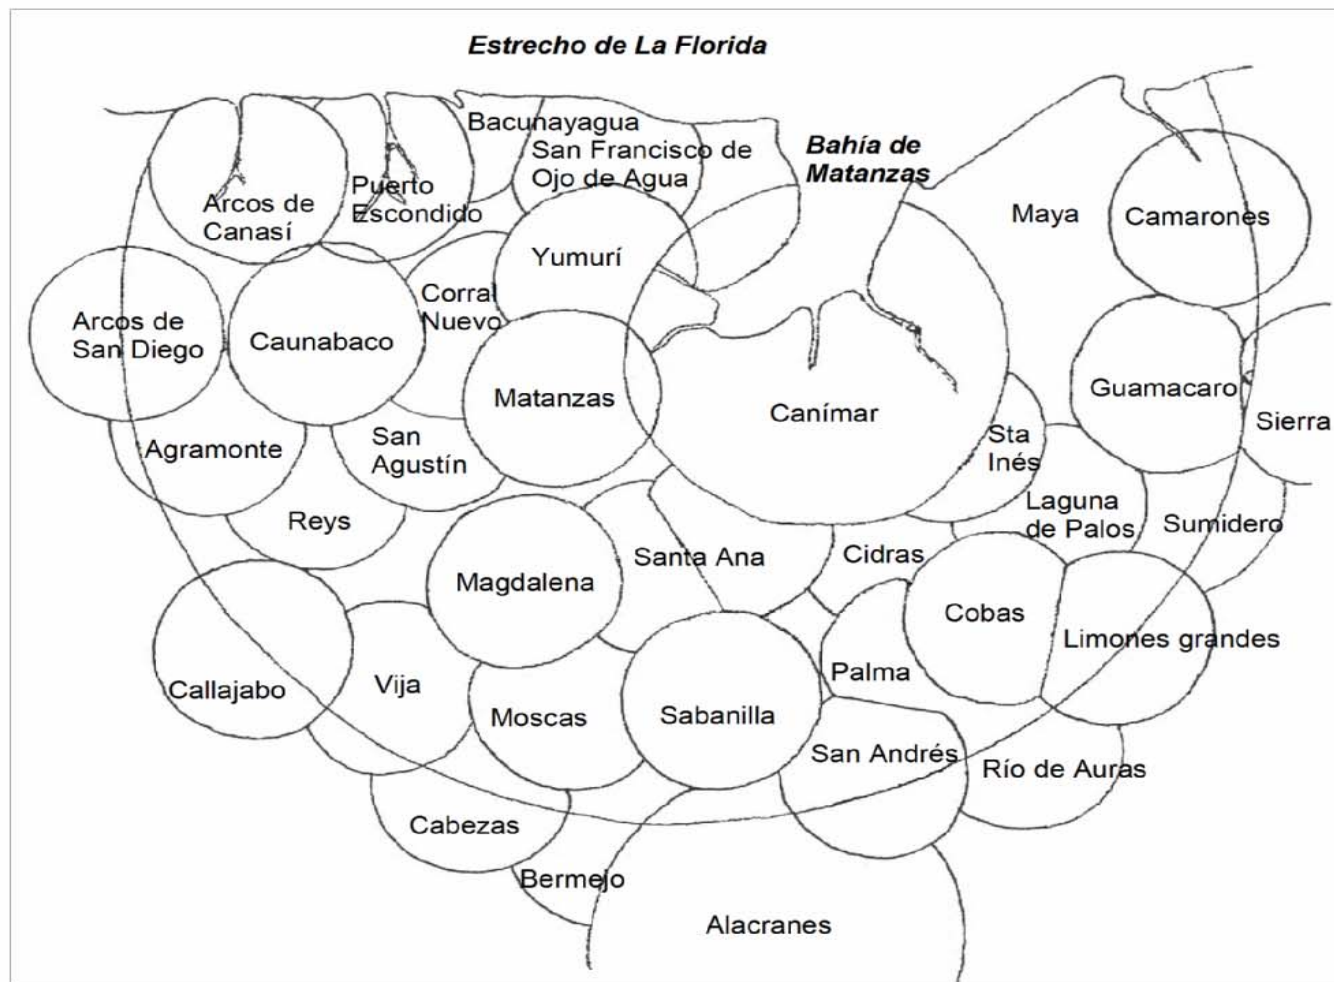 Estrecho de La Florida
Bacunayagua
San Francisco de
Ojo de Agua
Bahía de
Matanzas
Puerto
Escondido
Arcos de
Canasí
Maya
Camarones
Yumurí
Corral
Nuevo
Arcos de
San Diego
Caunabaco
Matanzas
Canímar
Guamacaro
Sierra
Agramonte
San
Agustín
Sta
Inés
Reys
Laguna
de Palos
Sumidero
Santa Ana
Cidras
Magdalena
Cobas
Limones grandes
Callajabo
Vija
Palma
Moscas
Sabanilla
San Andrés
Río de Auras
Cabezas
Bermejo
Alacranes